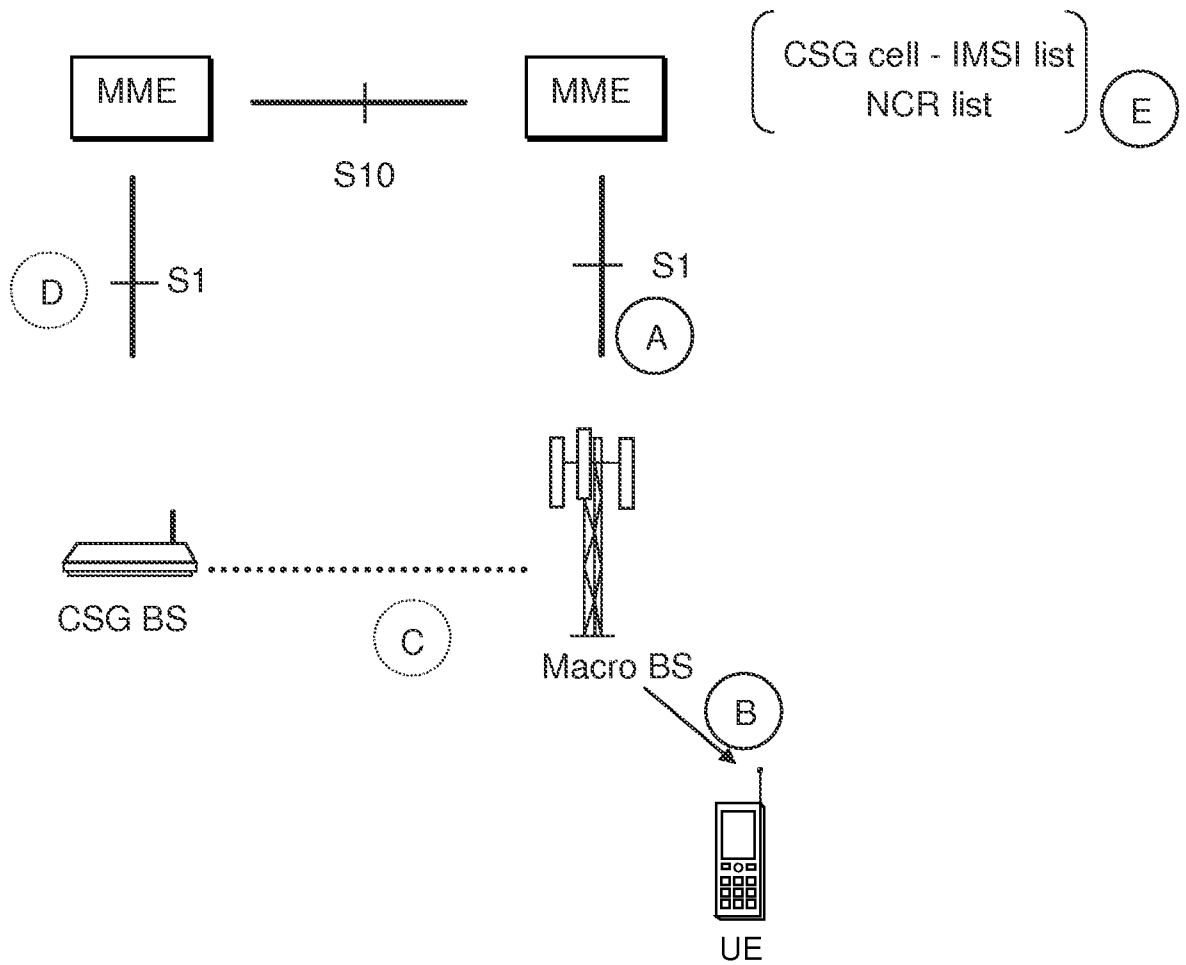 MME
MME
CSG cell - IMSI list
NCR list
E
S10
D
S1
S1
A
CSG BS
C
Macro BS
B
UE